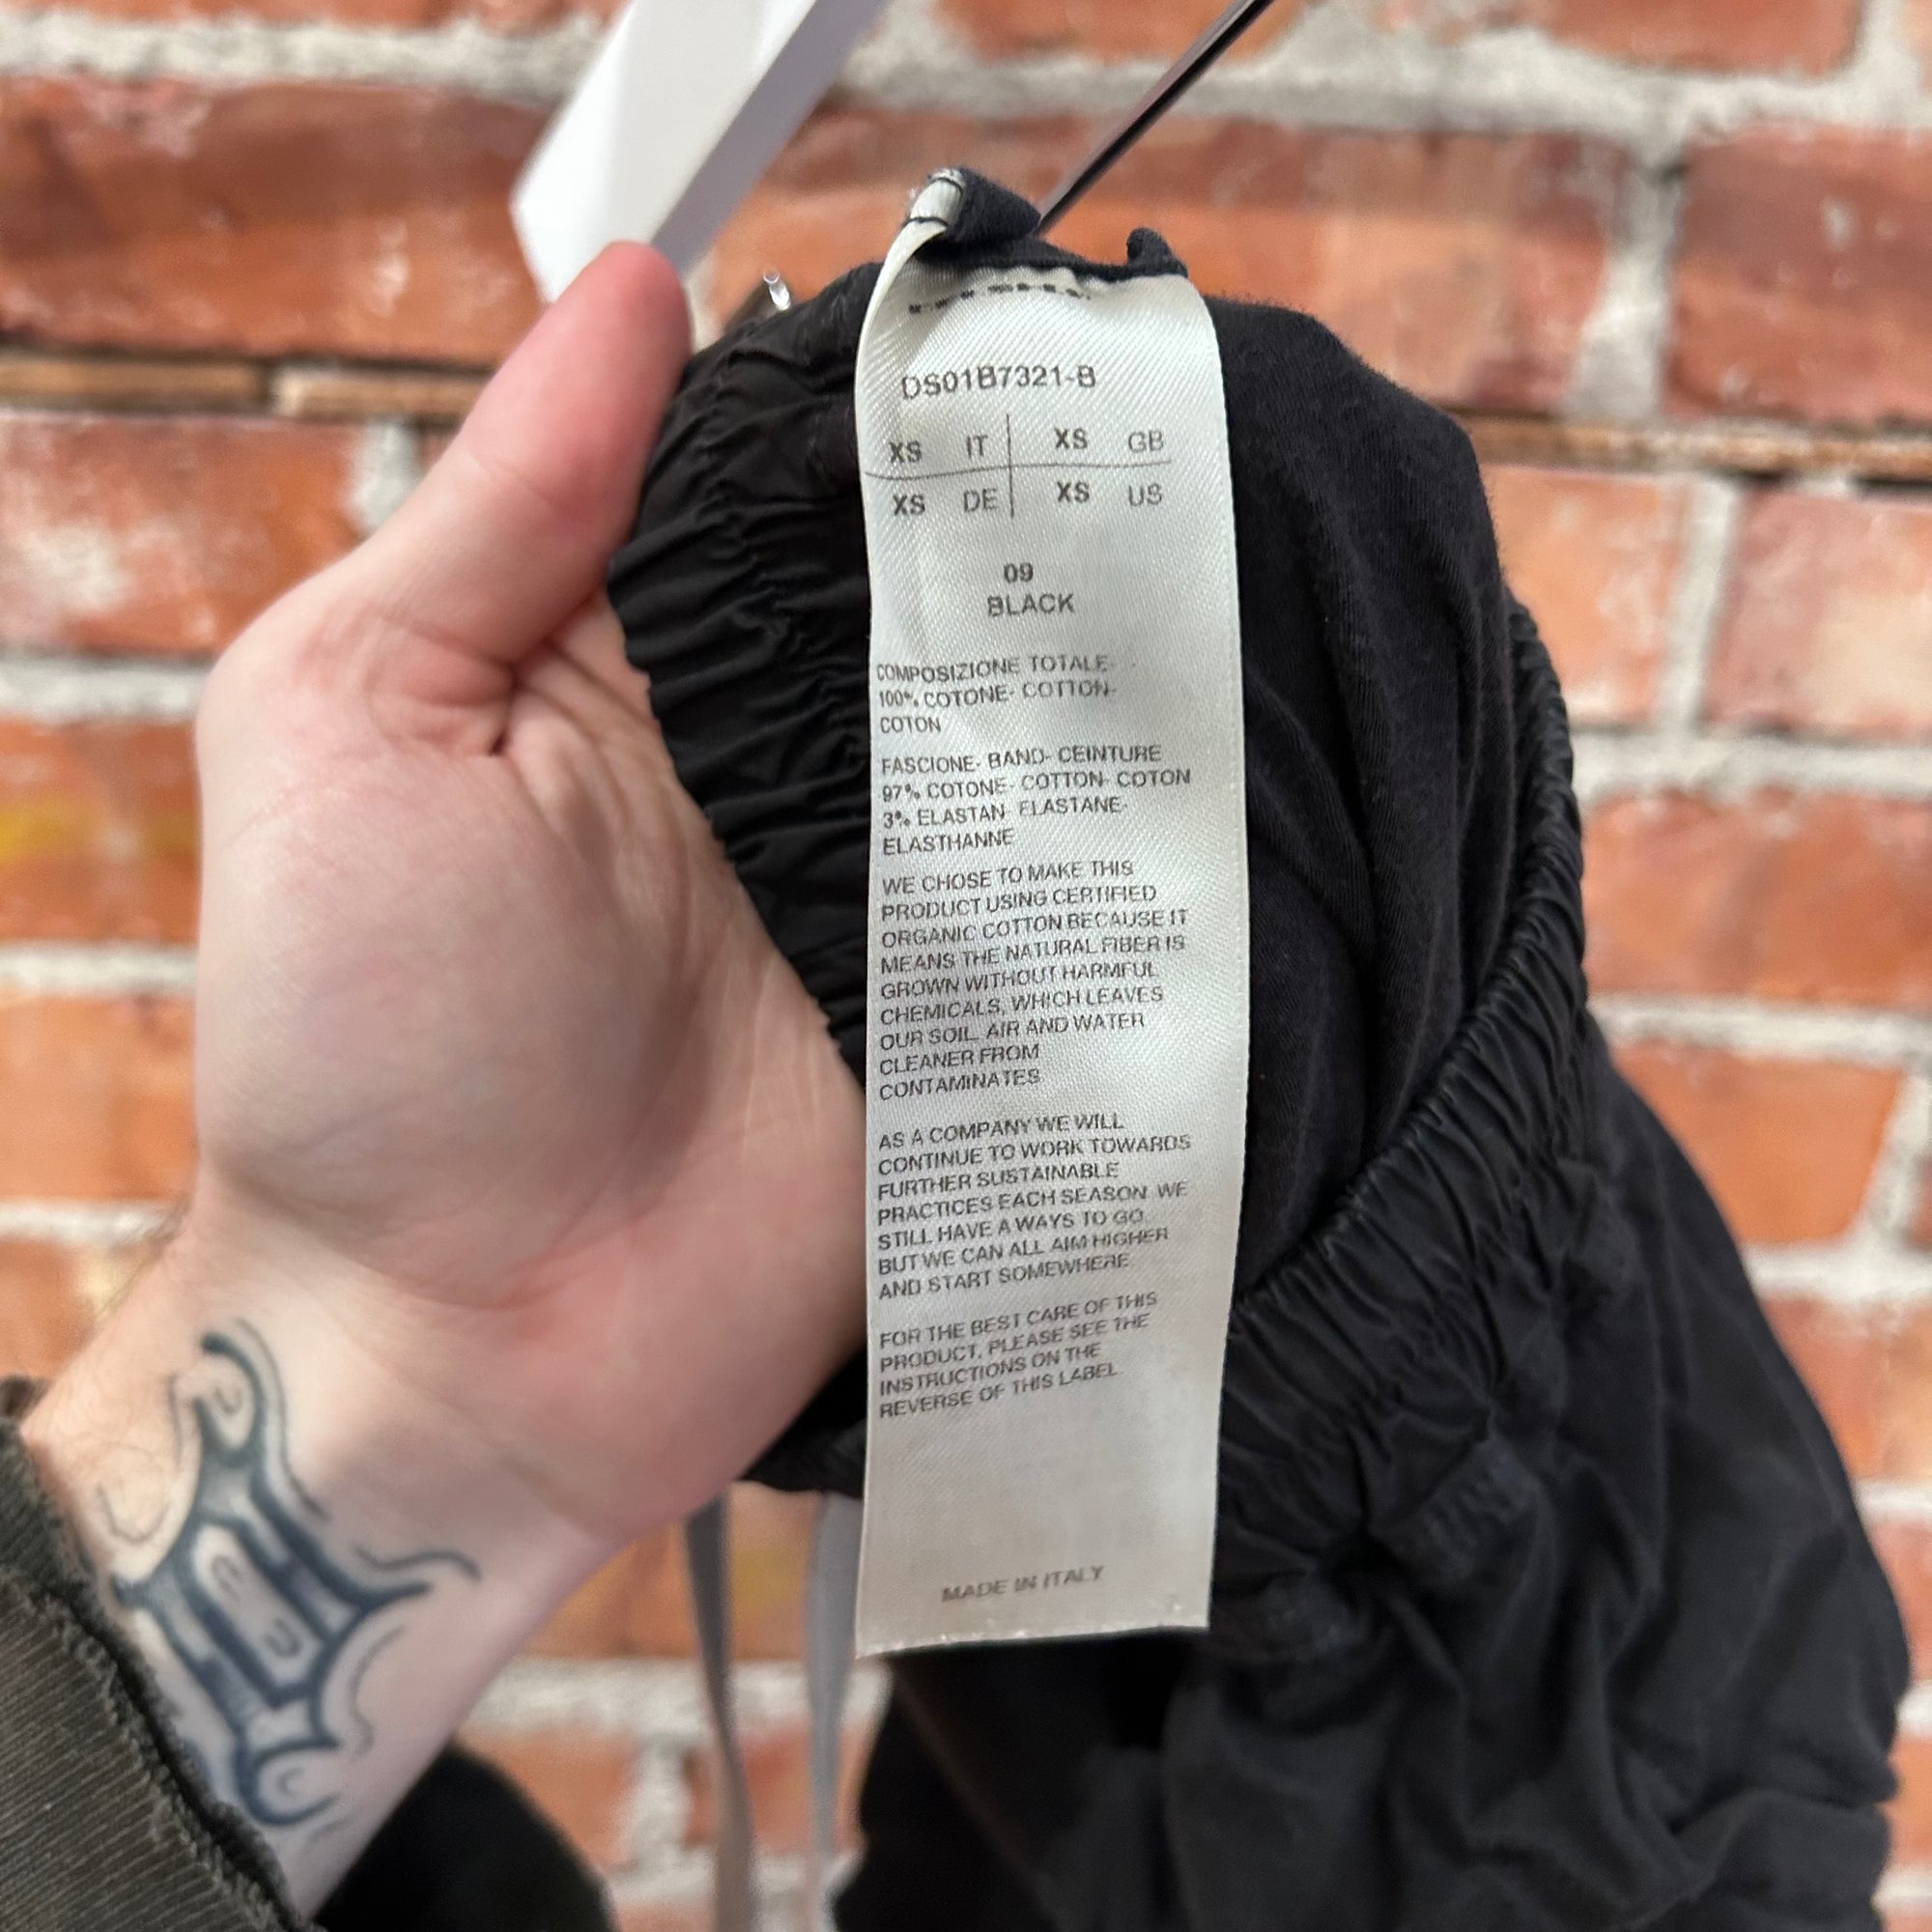 DS01B7321-B
XS IT XS GB
XS DE XS US
09
BLACK
COMPOSIZIONE TOTALE-
100% COTONE- COTTON-
COTON
FASCIONE- BAND- CEINTURE
97% COTONE- COTTON- COTON
3% ELASTAN- ELASTANE-
ELASTHANNE
WE CHOSE TO MAKE THIS
PRODUCT USING CERTIFIED
ORGANIC COTTON BECAUSE IT
MEANS THE NATURAL FIBER IS
GROWN WITHOUT HARMFUL
CHEMICALS, WHICH LEAVES
OUR SOIL, AIR AND WATER
CLEANER FROM
CONTAMINATES
AS A COMPANY WE WILL
CONTINUE TO WORK TOWARDS
FURTHER SUSTAINABLE
PRACTICES EACH SEASON. WE
STILL HAVE A WAYS TO GO
BUT WE CAN ALL AIM HIGHER
AND START SOMEWHERE.
FOR THE BEST CARE OF THIS
PRODUCT, PLEASE SEE THE
INSTRUCTIONS ON THE
REVERSE OF THIS LABEL
MADE IN ITALY